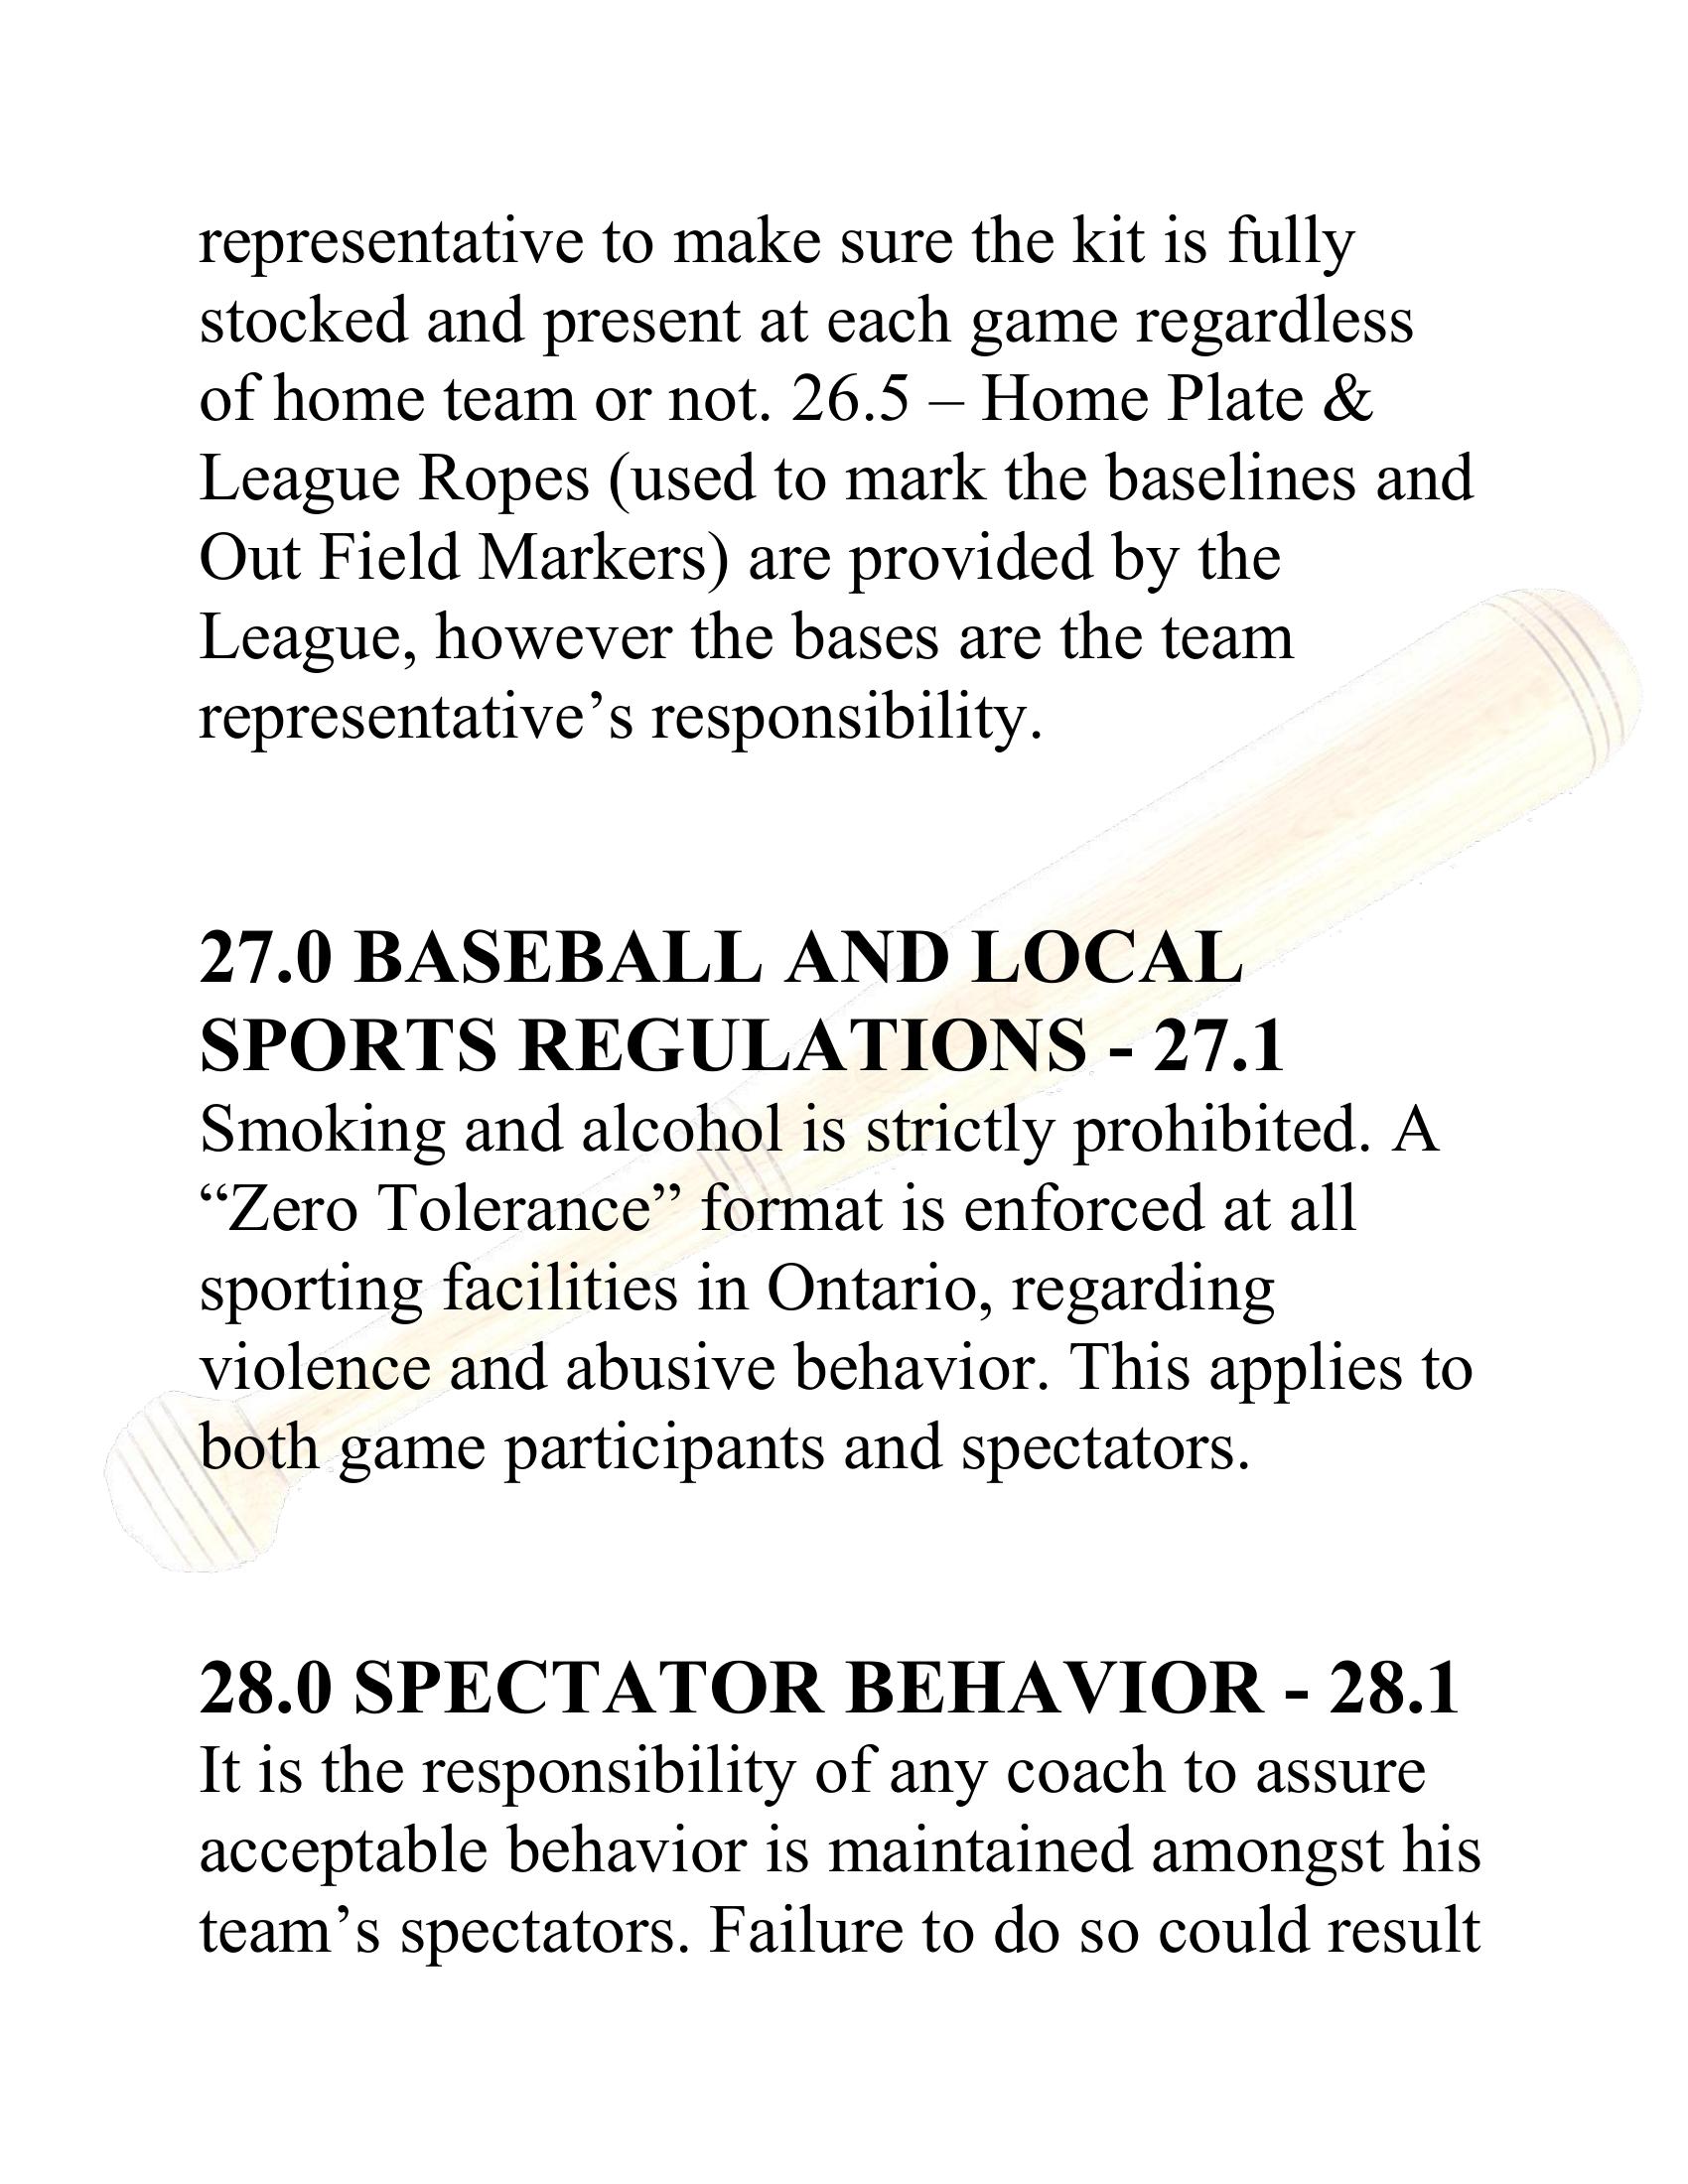 representative to make sure the kit is fully
stocked and present at each game regardless
of home team or not. 26.5 – Home Plate &
League Ropes (used to mark the baselines and
Out Field Markers) are provided by the
League, however the bases are the team
representative’s responsibility.
27.0 BASEBALL AND LOCAL
SPORTS REGULATIONS - 27.1
Smoking and alcohol is strictly prohibited. A
“Zero Tolerance” format is enforced at all
sporting facilities in Ontario, regarding
violence and abusive behavior. This applies to
both game participants and spectators.
28.0 SPECTATOR BEHAVIOR - 28.1
It is the responsibility of any coach to assure
acceptable behavior is maintained amongst his
team’s spectators. Failure to do so could result